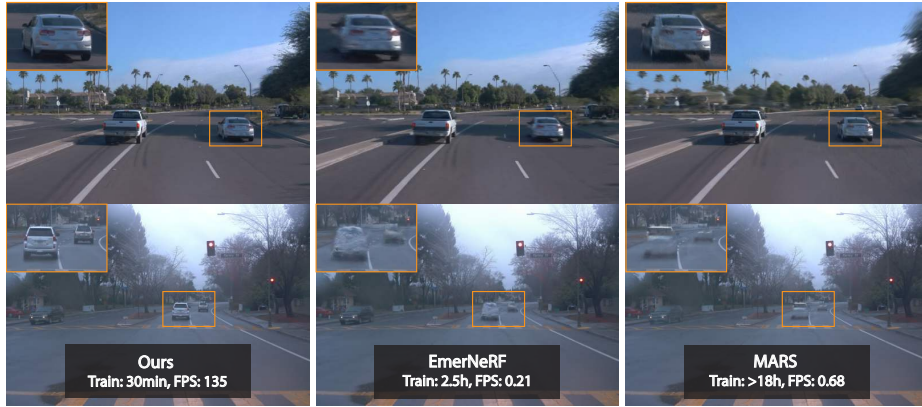 Ours
Train: 30min, FPS: 135
EmerNeRF
Train: 2.5h, FPS: 0.21
MARS
Train: >18h, FPS: 0.68